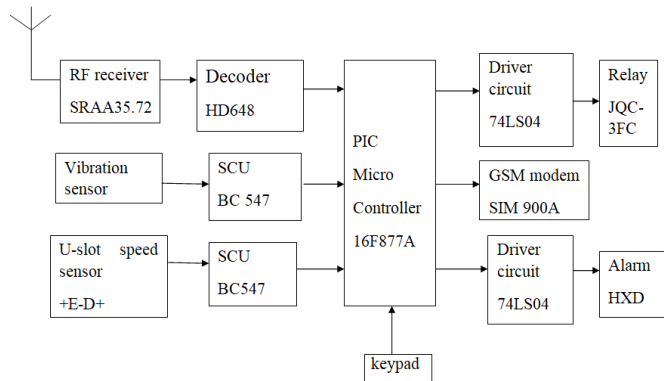 RF receiver
SRAA35.72
Decoder
HD648
PIC
Micro
Controller
16F877A
Driver
circuit
74LS04
Relay
JQC-
3FC
Vibration
sensor
SCU
BC 547
GSM modem
SIM 900A
U-slot speed
sensor
+E-D+
SCU
BC547
Driver
circuit
74LS04
Alarm
HXD
keypad